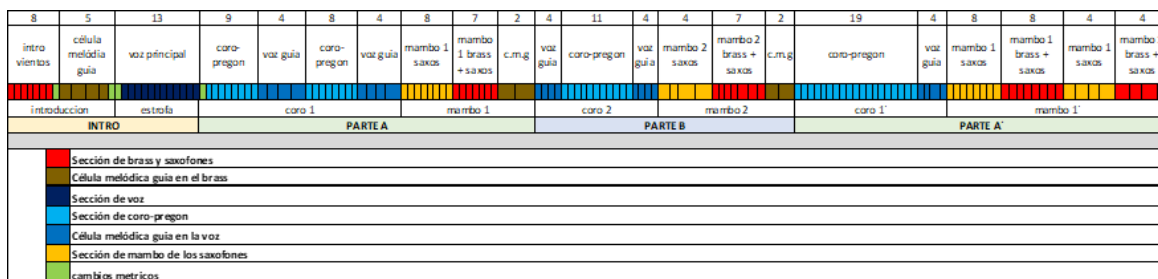 8 5 13 9 4 8 4 8 7 2 4 11 4 4 7 2 19 4 8 8 4 4
intro vientos
célula melódia guia
voz principal
coro-pregon
voz guia
coro-pregon
voz guia
mambo 1 saxos
mambo 1 brass + saxos
c.m.g
voz guia
coro-pregon
voz guia
mambo 2 saxos
mambo 2 brass + saxos
c.m.g
coro-pregon
voz guia
mambo 1 saxos
mambo 1 brass + saxos
mambo 1 saxos
mambo brass + saxos
introduccion estrofa coro 1 mambo 1 coro 2 mambo 2 coro 1´ mambo 1´
INTRO PARTE A PARTE B PARTE A´
Sección de brass y saxofones
Célula melódica guia en el brass
Sección de voz
Sección de coro-pregon
Célula melódica guia en la voz
Sección de mambo de los saxofones
cambios metricos